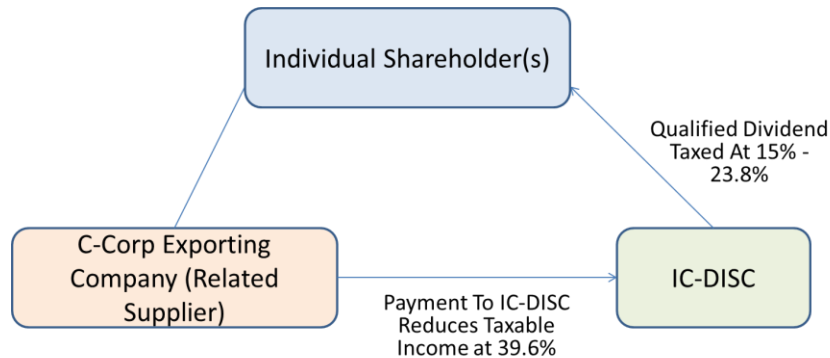 Individual Shareholder(s)
Qualified Dividend
Taxed At 15% -
23.8%
C-Corp Exporting
Company (Related
Supplier)
IC-DISC
Payment To IC-DISC
Reduces Taxable
Income at 39.6%